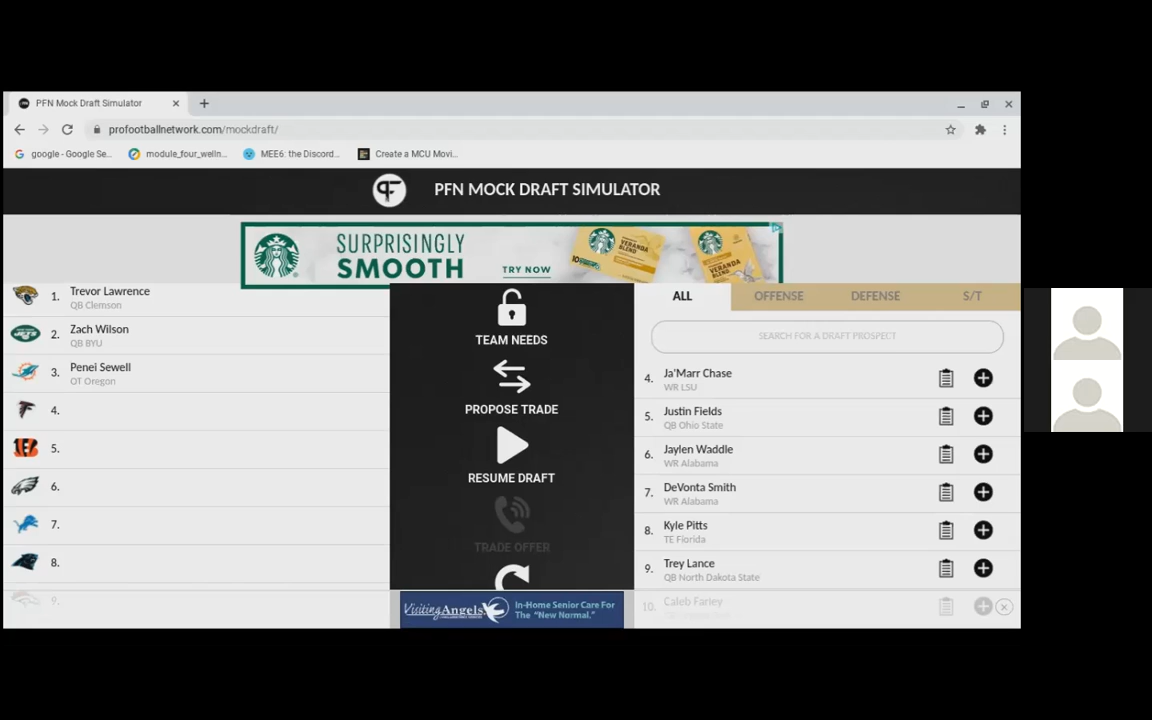 PFN Mock Draft Simulator
profootballnetwork.com/mockdraft/
google - Google Se...
module_four_welln...
MEE6: the Discord...
Create a MCU Movi...
PFN MOCK DRAFT SIMULATOR
SURPRISINGLY
SMOOTH
TRY NOW
VERANDA
BLEND
VERANDA
BLEND
1. Trevor Lawrence
QB Clemson
2. Zach Wilson
QB BYU
3. Penei Sewell
OT Oregon
4.
5.
6.
7.
8.
9.
TEAM NEEDS
PROPOSE TRADE
RESUME DRAFT
TRADE OFFER
ALL OFFENSE DEFENSE S/T
SEARCH FOR A DRAFT PROSPECT
4. Ja'Marr Chase
WR LSU
5. Justin Fields
QB Ohio State
6. Jaylen Waddle
WR Alabama
7. DeVonta Smith
WR Alabama
8. Kyle Pitts
TE Florida
9. Trey Lance
QB North Dakota State
10. Caleb Farley
Visiting Angels
In-Home Senior Care For
The "New Normal."